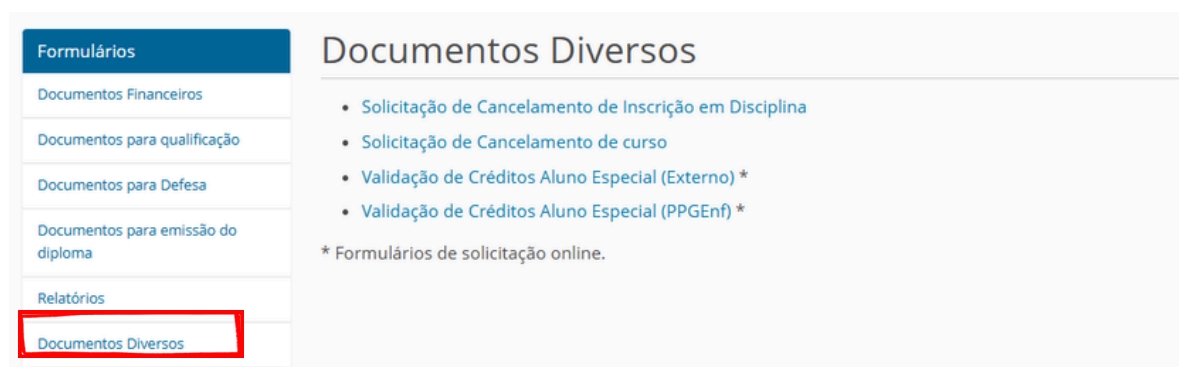 Formulários
Documentos Financeiros
Documentos para qualificação
Documentos para Defesa
Documentos para emissão do
diploma
Relatórios
Documentos Diversos
Documentos Diversos
• Solicitação de Cancelamento de Inscrição em Disciplina
• Solicitação de Cancelamento de curso
• Validação de Créditos Aluno Especial (Externo) *
• Validação de Créditos Aluno Especial (PPGEnf) *
* Formulários de solicitação online.